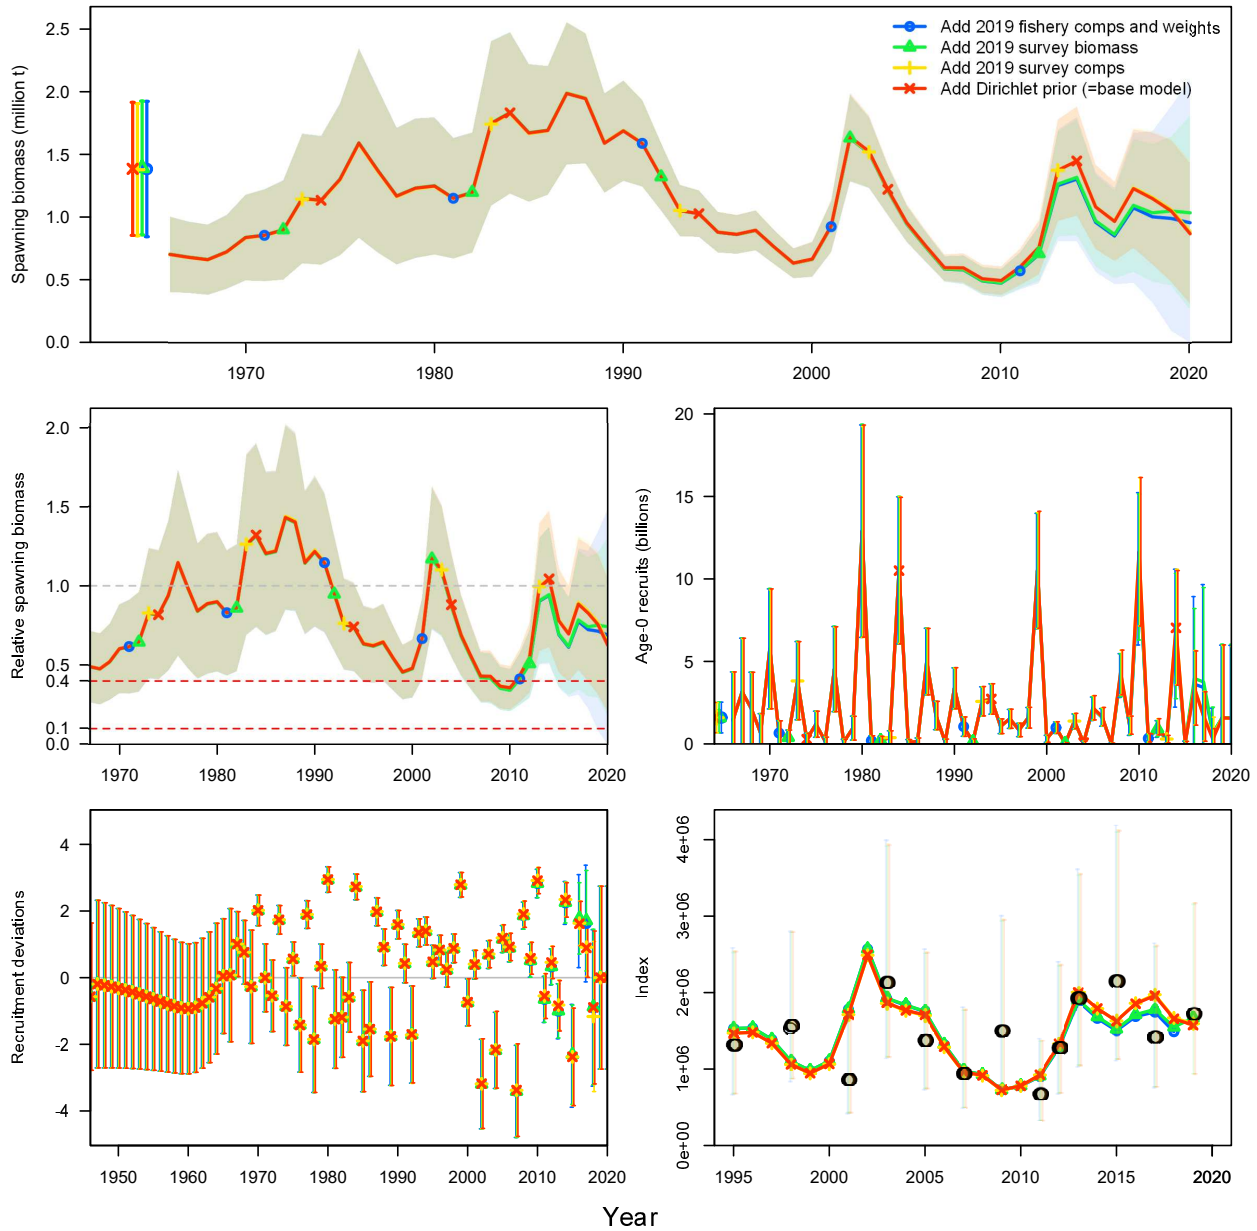 2.5
2.0
1.5
1.0
0.5
0.0
Spawning biomass (million t)
Add 2019 fishery comps and weights
Add 2019 survey biomass
Add 2019 survey comps
Add Dirichlet prior (=base model)
1970 1980 1990 2000 2010 2020
2.0
1.5
1.0
0.5
0.4
0.1
0.0
Relative spawning biomass
1970 1980 1990 2000 2010 2020
20
15
10
5
0
Age-0 recruits (billions)
1970 1980 1990 2000 2010 2020
4
2
0
-2
-4
Recruitment deviations
1950 1960 1970 1980 1990 2000 2010 2020
4e+06
3e+06
2e+06
1e+06
0e+00
Index
1995 2000 2005 2010 2015 2020
Year